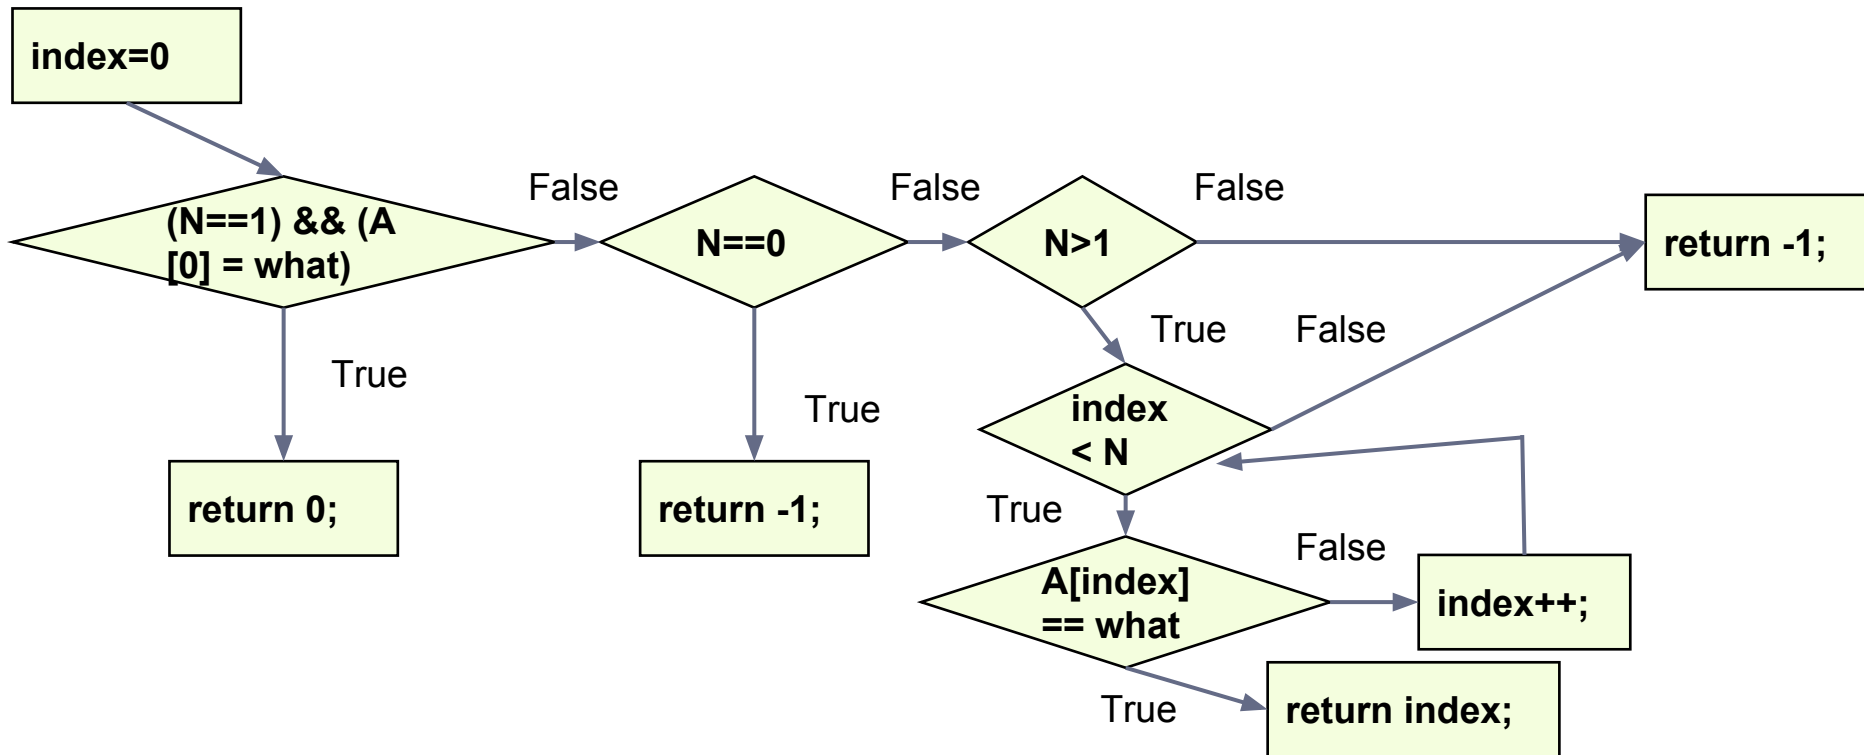 index=0
False
False
False
(N==1) && (A
[0] = what)
N==0
N>1
return -1;
True
True
False
True
index
< N
return 0;
return -1;
True
False
A[index]
== what
index++;
True
return index;